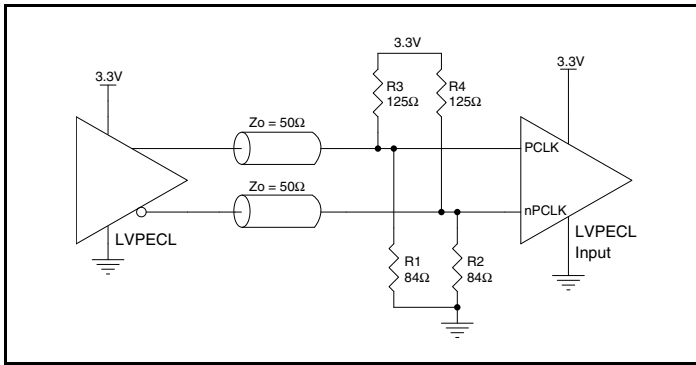 3.3V
3.3V
3.3V
R3
125Ω
R4
125Ω
Zo = 50Ω
PCLK
Zo = 50Ω
nPCLK
LVPECL
LVPECL
Input
R1
84Ω
R2
84Ω